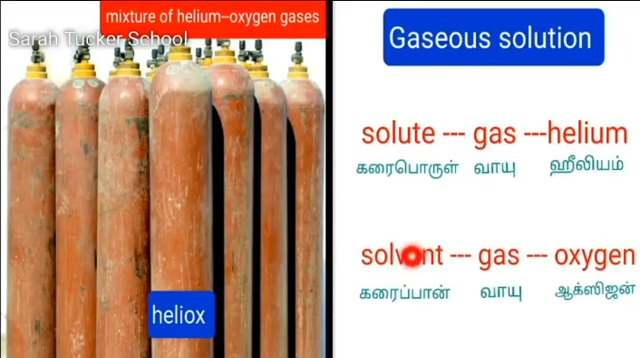 mixture of helium–oxygen gases
Sarah Tucker School
heliox
Gaseous solution
solute --- gas ---helium
கரைபொருள் வாயு ஹீலியம்
solvent --- gas --- oxygen
கரைப்பான் வாயு ஆக்ஸிஜன்